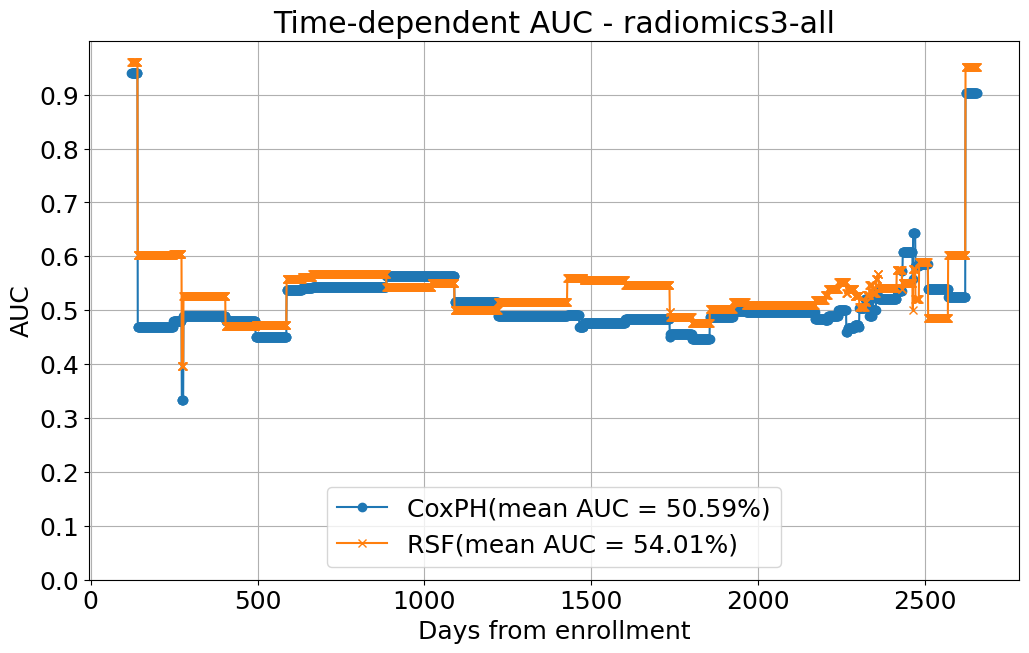 Time-dependent AUC - radiomics3-all
AUC
0.9
0.8
0.7
0.6
0.5
0.4
0.3
0.2
0.1
0.0
CoxPH(mean AUC = 50.59%)
RSF(mean AUC = 54.01%)
0 500 1000 1500 2000 2500
Days from enrollment